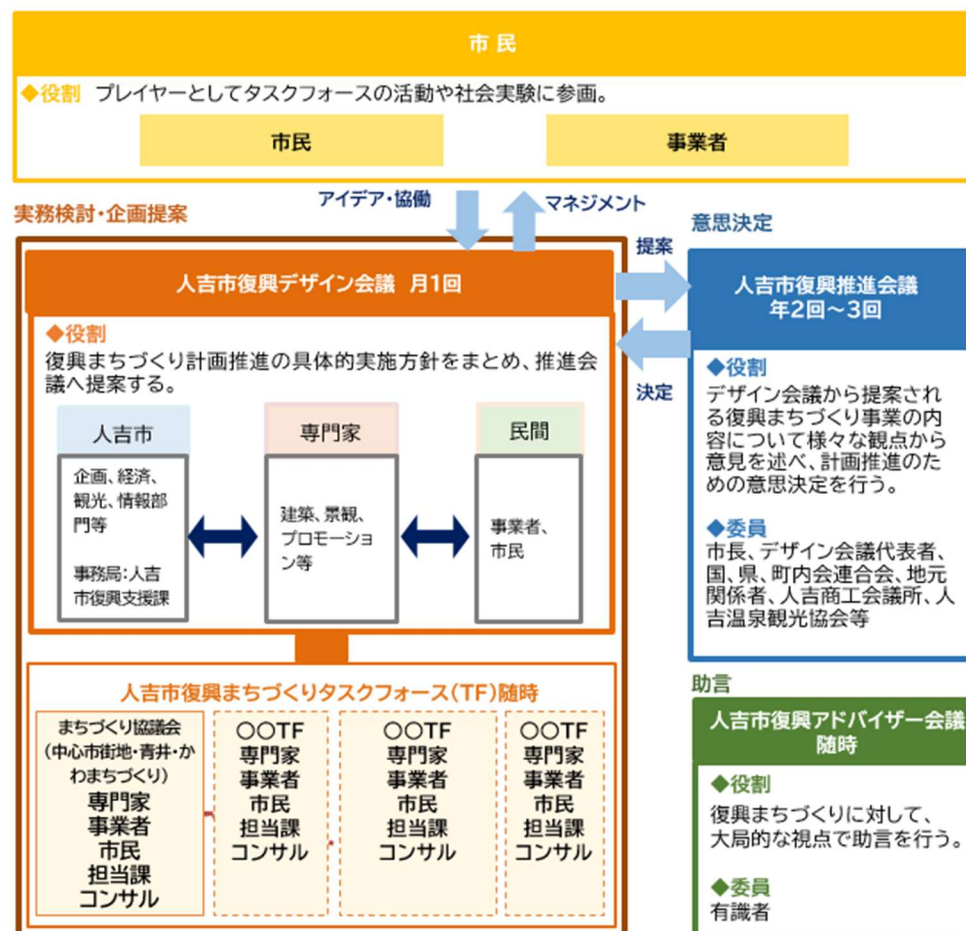 市民
◆役割 プレイヤーとしてタスクフォースの活動や社会実験に参画。
市民
事業者
アイデア・協働
マネジメント
実務検討・企画提案
人吉市復興デザイン会議 月1回
◆役割
復興まちづくり計画推進の具体的実施方針をまとめ、推進会
議へ提案する。
人吉市
企画、経済、
観光、情報部
門等
事務局:人吉
市復興支援課
専門家
建築、景観、
プロモーショ
ン等
民間
事業者、
市民
提案
決定
意思決定
人吉市復興推進会議
年2回～3回
◆役割
デザイン会議から提案され
る復興まちづくり事業の内
容について様々な観点から
意見を述べ、計画推進のた
めの意思決定を行う。
◆委員
市長、デザイン会議代表者、
国、県、町内会連合会、地元
関係者、人吉商工会議所、人
吉温泉観光協会等
人吉市復興まちづくりタスクフォース(TF)随時
まちづくり協議会
(中心市街地・青井・か
わまちづくり)
専門家
事業者
市民
担当課
コンサル
〇〇TF
専門家
事業者
市民
担当課
コンサル
〇〇TF
専門家
事業者
市民
担当課
コンサル
〇〇TF
専門家
事業者
市民
担当課
コンサル
助言
人吉市復興アドバイザー会議
随時
◆役割
復興まちづくりに対して、
大局的な視点で助言を行う。
◆委員
有識者